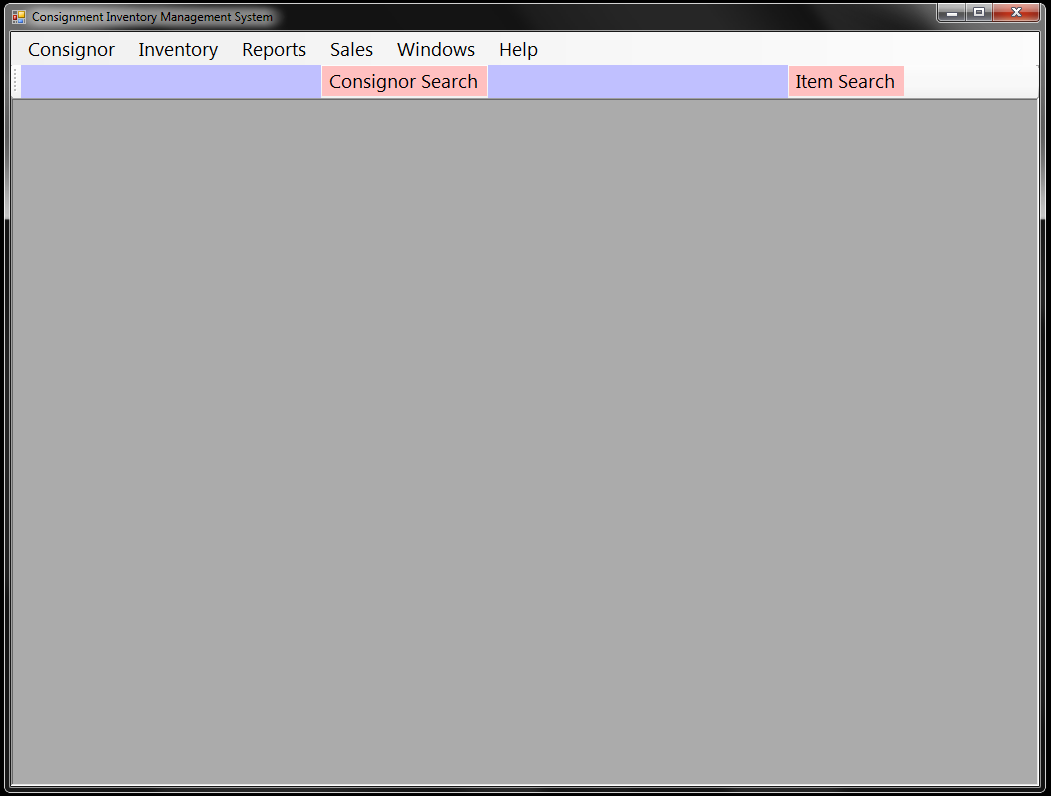 Consignment Inventory Management System
Consignor Inventory Reports Sales Windows Help
Consignor Search Item Search